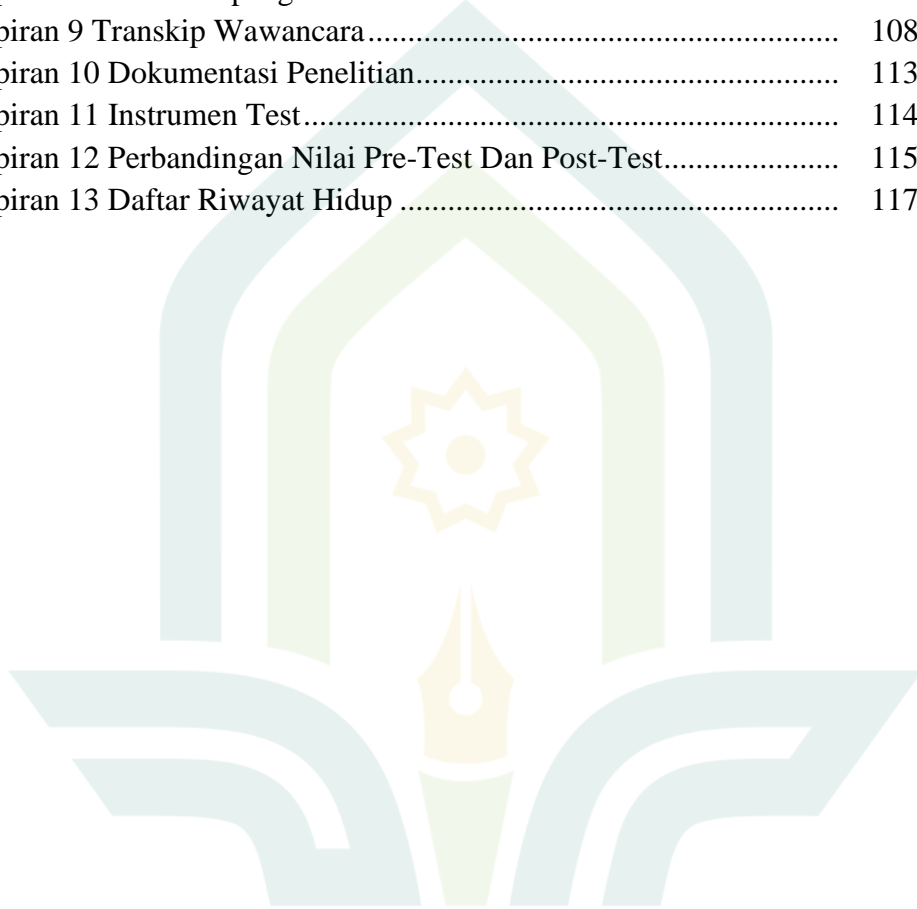 piran 9 Transkip Wawancara.......................................................... 108
piran 10 Dokumentasi Penelitian..................................................... 113
piran 11 Instrumen Test.................................................................. 114
piran 12 Perbandingan Nilai Pre-Test Dan Post-Test...................... 115
piran 13 Daftar Riwayat Hidup ...................................................... 117